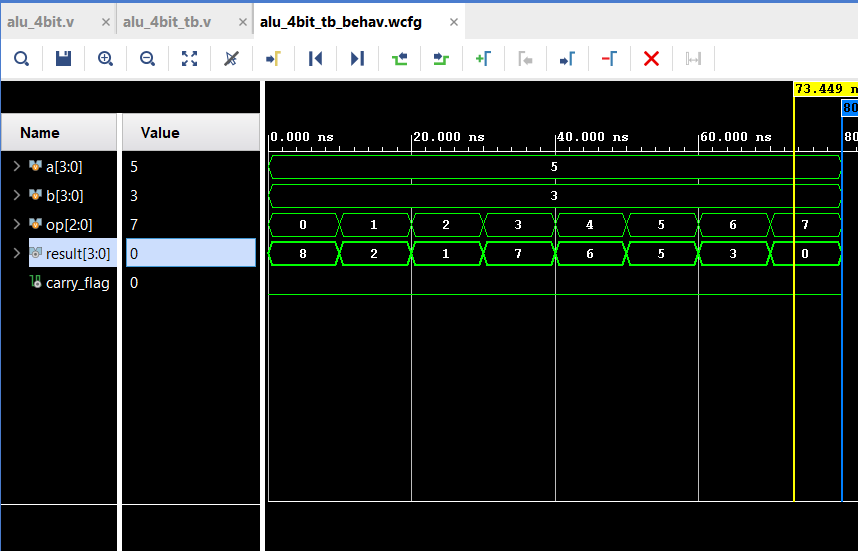 alu_4bit.v × alu_4bit_tb.v × alu_4bit_tb_behav.wcfg ×
73.449 n
80
Name Value
0.000 ns 20.000 ns 40.000 ns 60.000 ns 80
a[3:0] 5 5
b[3:0] 3 3
op[2:0] 7 0 1 2 3 4 5 6 7
result[3:0] 0 8 2 1 7 6 5 3 0
carry_flag 0